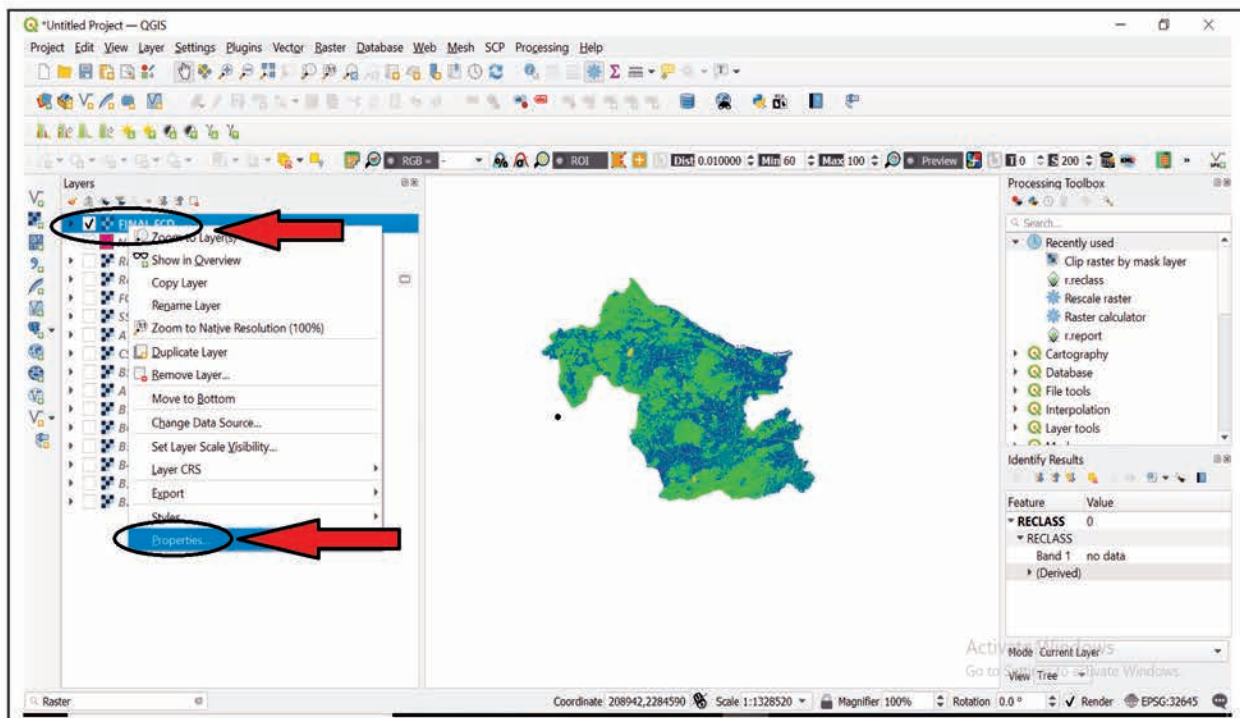 *Untitled Project — QGIS
Project Edit View Layer Settings Plugins Vector Raster Database Web Mesh SCP Processing Help
RGB = -
ROI
Dist 0.010000
Min 60
Max 100
Preview
T 0
S 200
Layers
FINAL FCD
Zoom to Layer(s)
Show in Overview
Copy Layer
Rename Layer
Zoom to Native Resolution (100%)
Duplicate Layer
Remove Layer...
Move to Bottom
Change Data Source...
Set Layer Scale Visibility...
Layer CRS
Export
Styles
Properties...
Processing Toolbox
Search...
Recently used
Clip raster by mask layer
r.reclass
Rescale raster
Raster calculator
r.report
Cartography
Database
File tools
Interpolation
Layer tools
Identify Results
Feature Value
RECLASS 0
RECLASS
Band 1 no data
(Derived)
Activate Windows
Go to Settings to activate Windows.
Mode Current Layer
View Tree
Raster
Coordinate 208942,2284590 Scale 1:1328520 Magnifier 100% Rotation 0.0 ° Render EPSG:32645